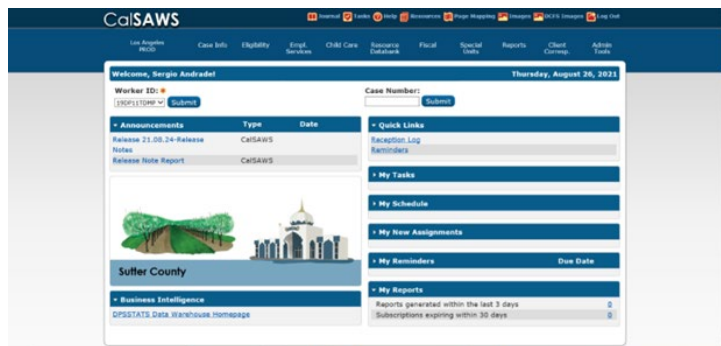 CalSAWS
Journal Tasks Help Resources Page Mapping Images DCFS Images Log Out
Los Angeles PROD
Case Info
Eligibility
Empl. Services
Child Care
Resource Databank
Fiscal
Special Units
Reports
Client Corresp.
Admin Tools
Welcome, Sergio Andrade! Thursday, August 26, 2021
Worker ID:
Submit
Case Number:
Submit
Announcements Type Date
Release 21.08.24-Release CalSAWS
Notes
Release Note Report CalSAWS
Sutter County
Business Intelligence
DPSSTATS Data Warehouse Homepage
Quick Links
Reception Log
Reminders
My Tasks
My Schedule
My New Assignments
My Reminders Due Date
My Reports
Reports generated within the last 3 days 0
Subscriptions expiring within 30 days 0